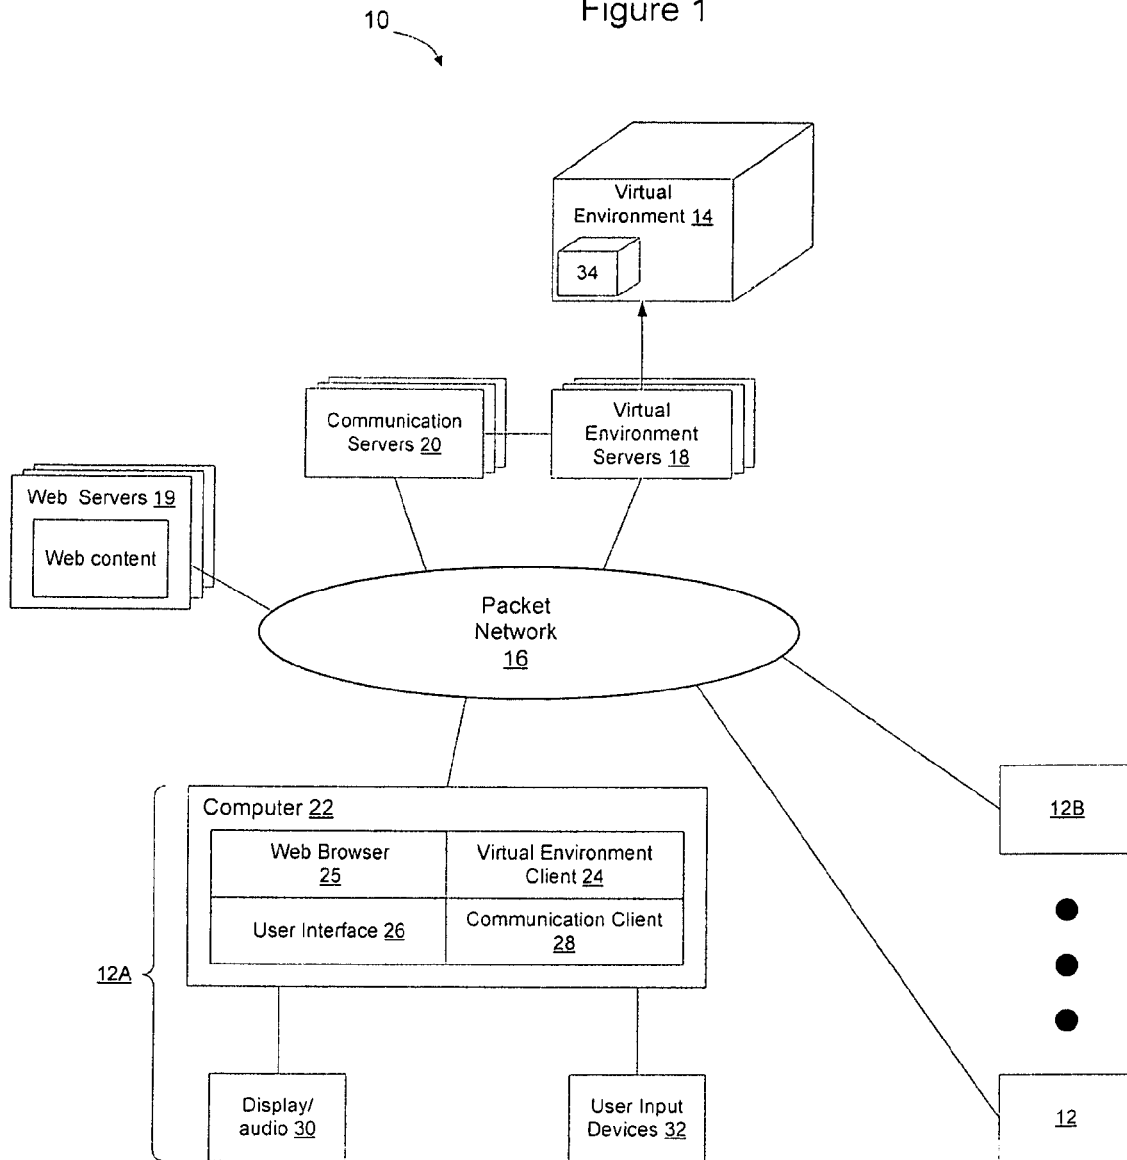 Figure 1
10
Virtual
Environment 14
34
Communication
Servers 20
Virtual
Environment
Servers 18
Web Servers 19
Web content
Packet
Network
16
Computer 22
Web Browser
25
Virtual Environment
Client 24
User Interface 26
Communication Client
28
12A
12B
Display/
audio 30
User Input
Devices 32
12